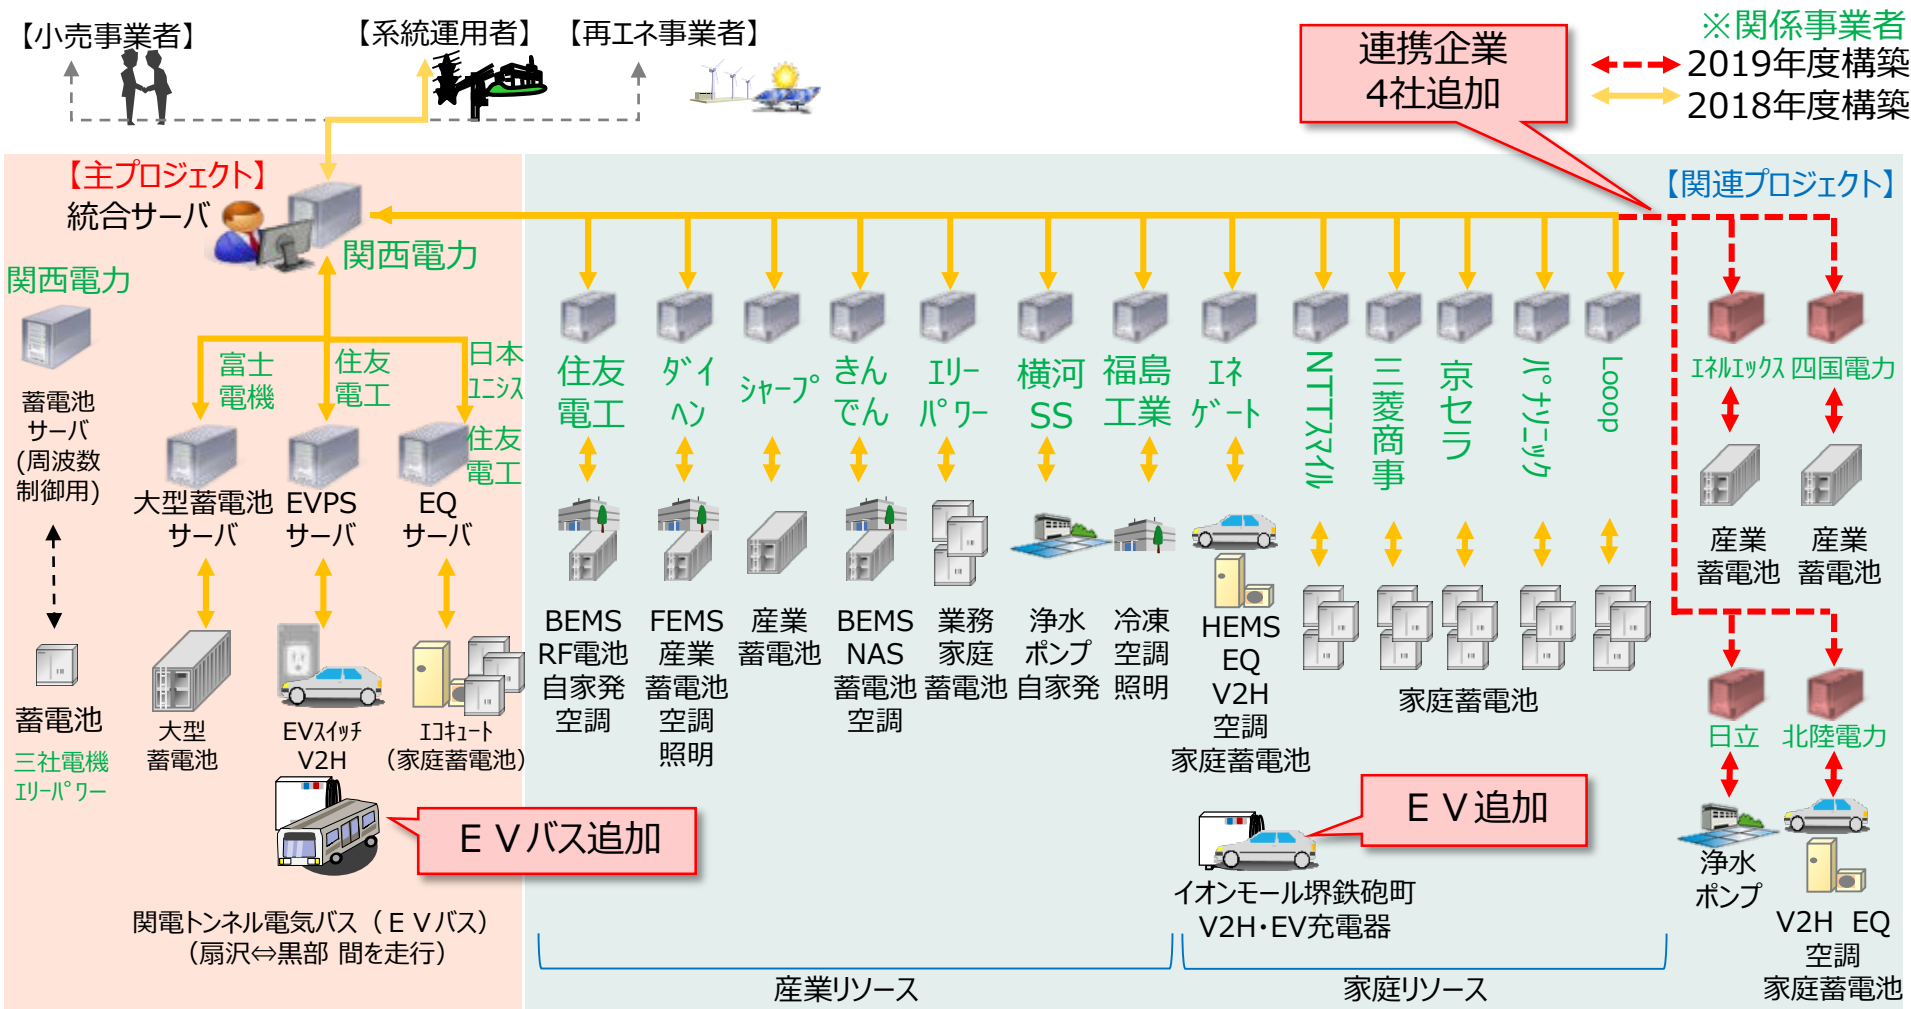 【小売事業者】
【系統運用者】
【再エネ事業者】
連携企業
4社追加
※関係事業者
2019年度構築
2018年度構築
【主プロジェクト】
統合サーバ
関西電力
【関連プロジェクト】
関西電力
蓄電池
サーバ
(周波数
制御用)
蓄電池
三社電機
ｴﾘｰﾊﾟﾜｰ
富士
電機
住友
電工
日本
ﾕﾆｼｽ
住友
電工
大型蓄電池
サーバ
EVPS
サーバ
EQ
サーバ
大型
蓄電池
EVｽｲｯﾁ
V2H
ｴｺｷｭｰﾄ
（家庭蓄電池）
ＥＶバス追加
関電トンネル電気バス（ＥＶバス）
（扇沢⇔黒部 間を走行）
住友
電工
ﾀﾞｲ
ﾍﾝ
ｼｬｰﾌﾟ
きん
でん
ｴﾘｰ
ﾊﾟﾜｰ
横河
SS
福島
工業
ｴﾈ
ｹﾞｰﾄ
NTTｽﾏｲﾙ
三菱商事
京セラ
ﾊﾟﾅｿﾆｯｸ
Looop
ｴﾈﾙｴｯｸｽ
四国電力
BEMS
RF電池
自家発
空調
FEMS
産業
蓄電池
空調
照明
産業
蓄電池
BEMS
NAS
蓄電池
空調
業務
家庭
蓄電池
浄水
ポンプ
自家発
冷凍
空調
照明
HEMS
EQ
V2H
空調
家庭蓄電池
家庭蓄電池
産業
蓄電池
産業
蓄電池
日立
北陸電力
ＥＶ追加
イオンモール堺鉄砲町
V2H・EV充電器
浄水
ポンプ
V2H EQ
空調
家庭蓄電池
産業リソース
家庭リソース